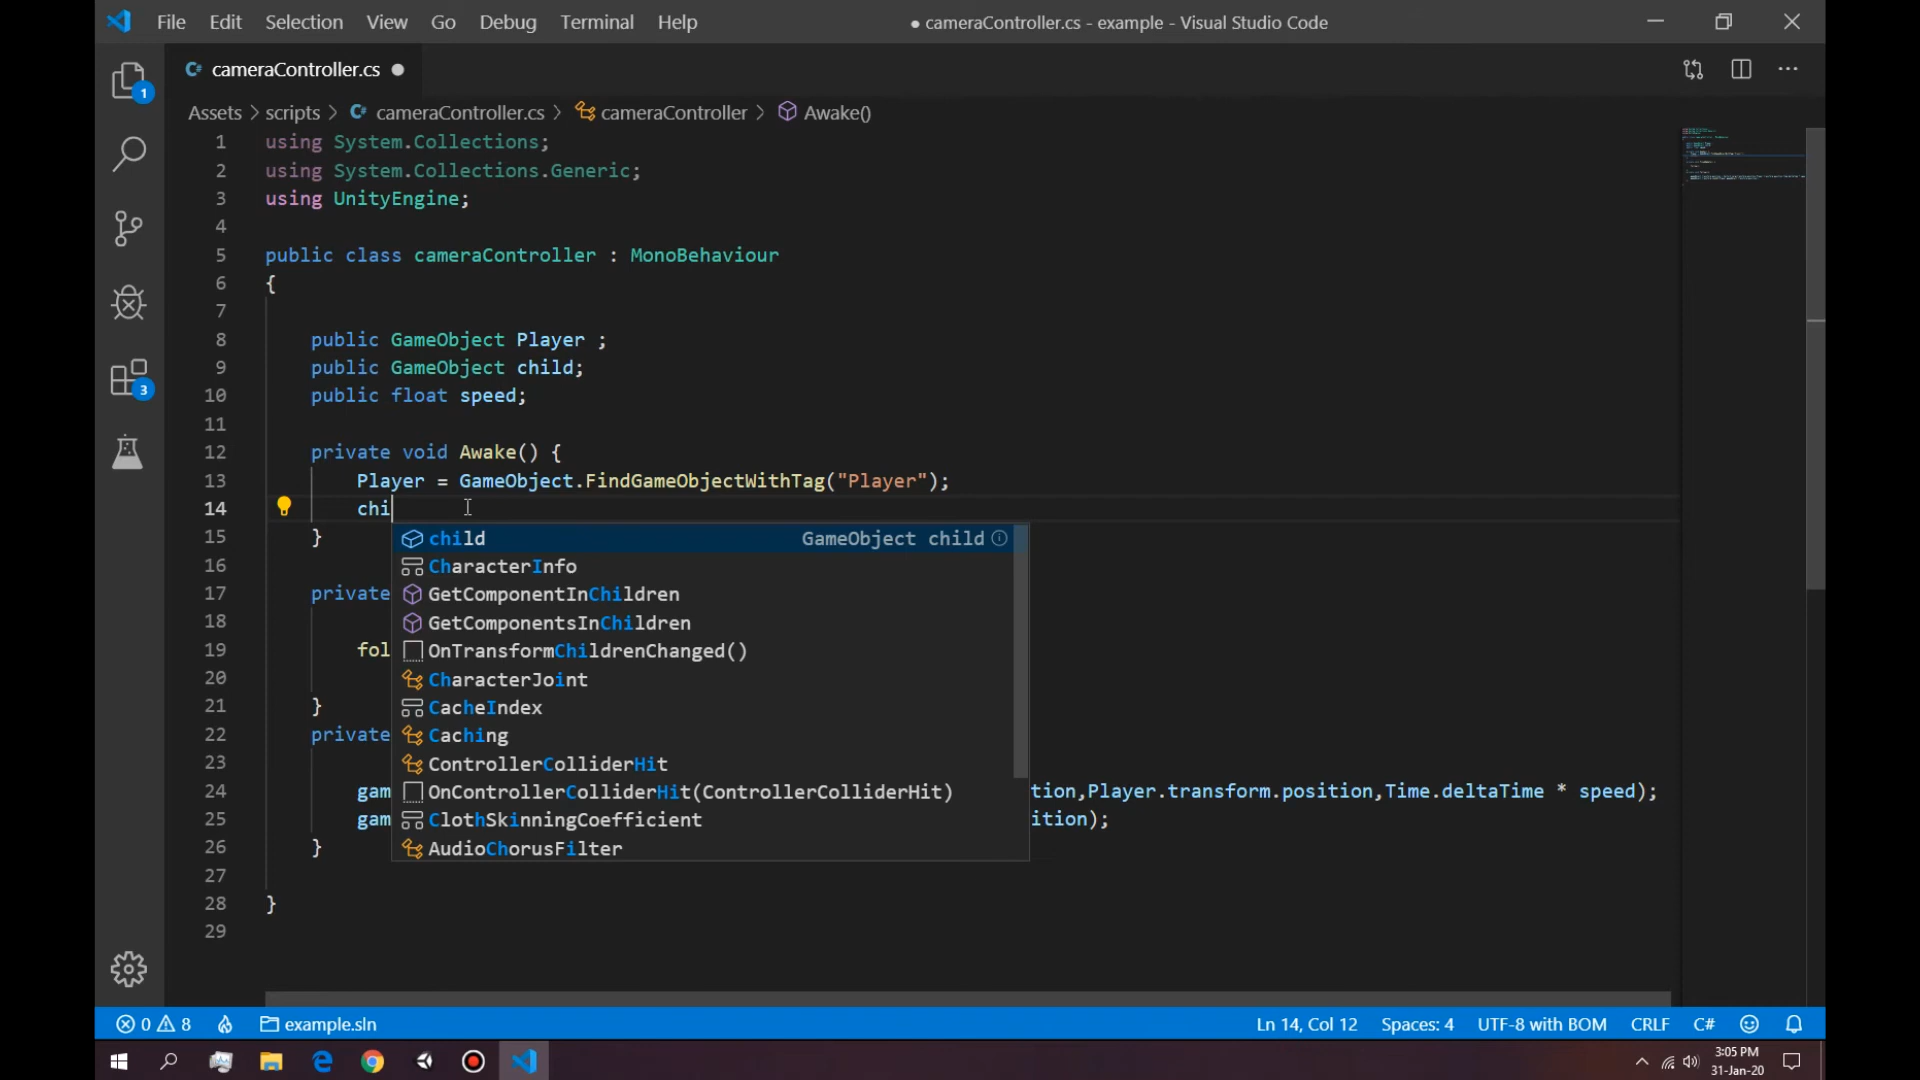 File Edit Selection View Go Debug Terminal Help
● cameraController.cs - example - Visual Studio Code
cameraController.cs ●
Assets > scripts > cameraController.cs > cameraController > Awake()
1 using System.Collections;
2 using System.Collections.Generic;
3 using UnityEngine;
4
5 public class cameraController : MonoBehaviour
6 {
7
8 public GameObject Player ;
9 public GameObject child;
10 public float speed;
11
12 private void Awake() {
13 Player = GameObject.FindGameObjectWithTag("Player");
14 chi
15 }
child GameObject child
16 CharacterInfo
17 private GetComponentInChildren
18 GetComponentsInChildren
19 fol OnTransformChildrenChanged()
20 CharacterJoint
21 } CacheIndex
22 private Caching
23 ControllerColliderHit
24 gam OnControllerColliderHit(ControllerColliderHit) tion,Player.transform.position,Time.deltaTime * speed);
25 gam ClothSkinningCoefficient ition);
26 } AudioChorusFilter
27
28 }
29
1
3
0 8 example.sln Ln 14, Col 12 Spaces: 4 UTF-8 with BOM CRLF C#
3:05 PM
31-Jan-20